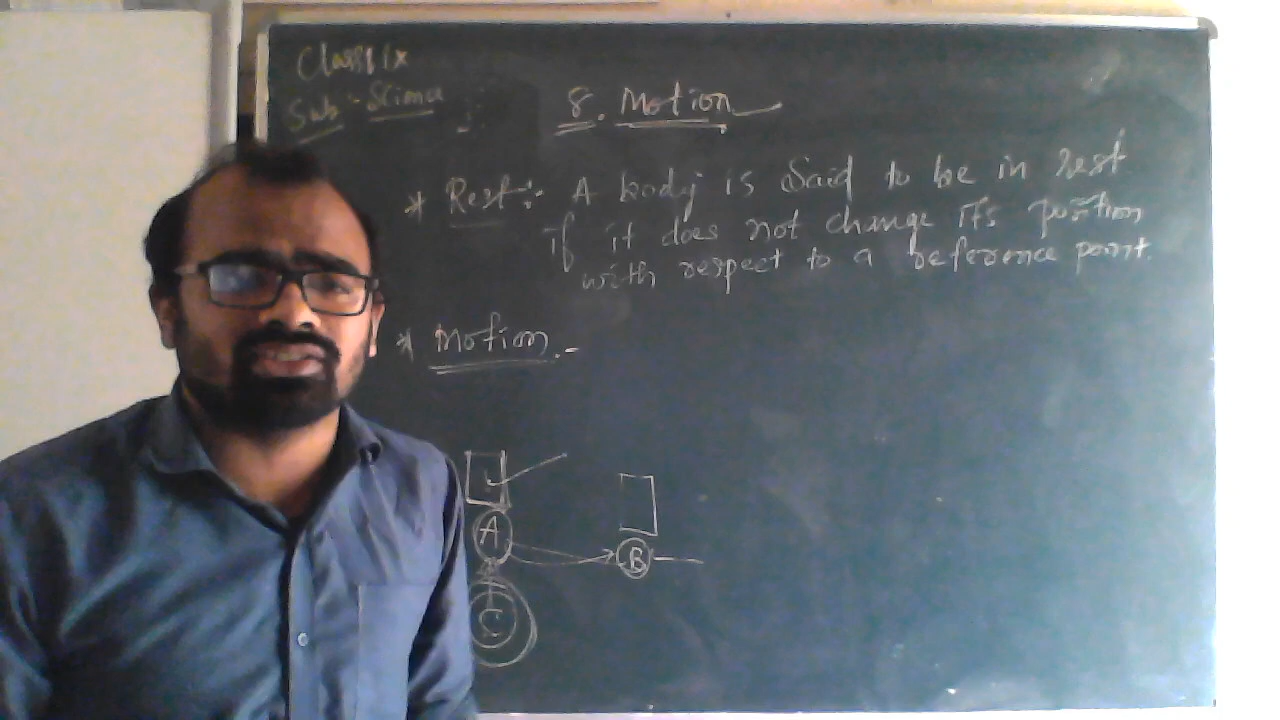 Class IX
Sub:- Science
8. Motion
* Rest:- A body is said to be in rest
if it does not change its position
with respect to a reference point.
* Motion.-
A
B
C